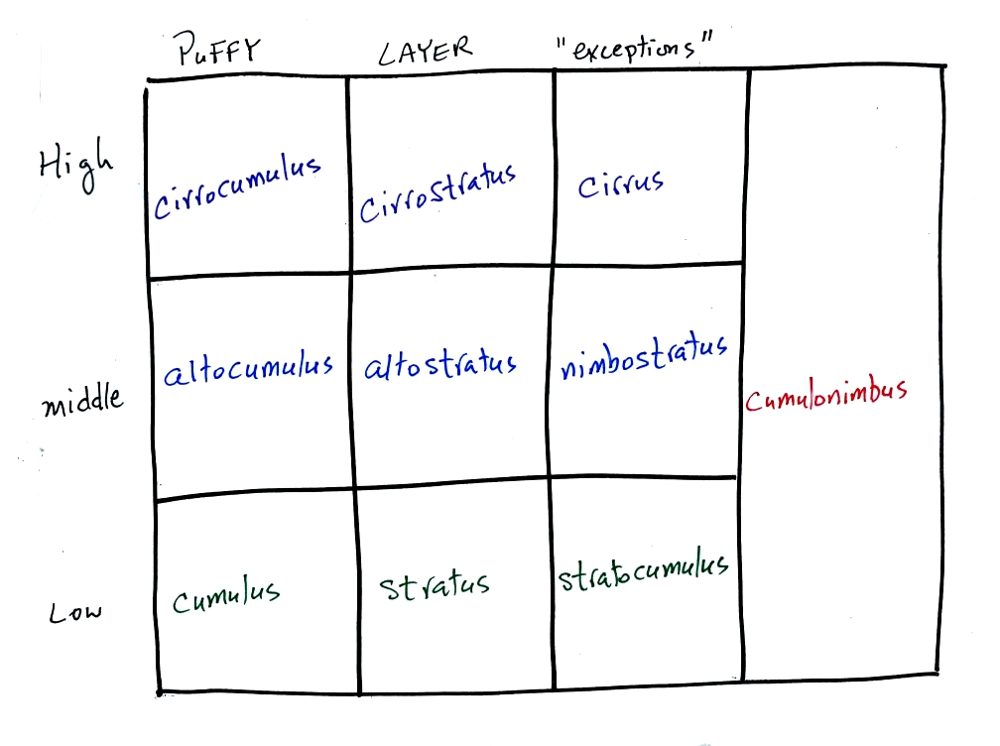 PUFFY LAYER "exceptions"
High cirrocumulus cirrostratus cirrus
middle altocumulus altostratus nimbostratus cumulonimbus
Low cumulus stratus stratocumulus